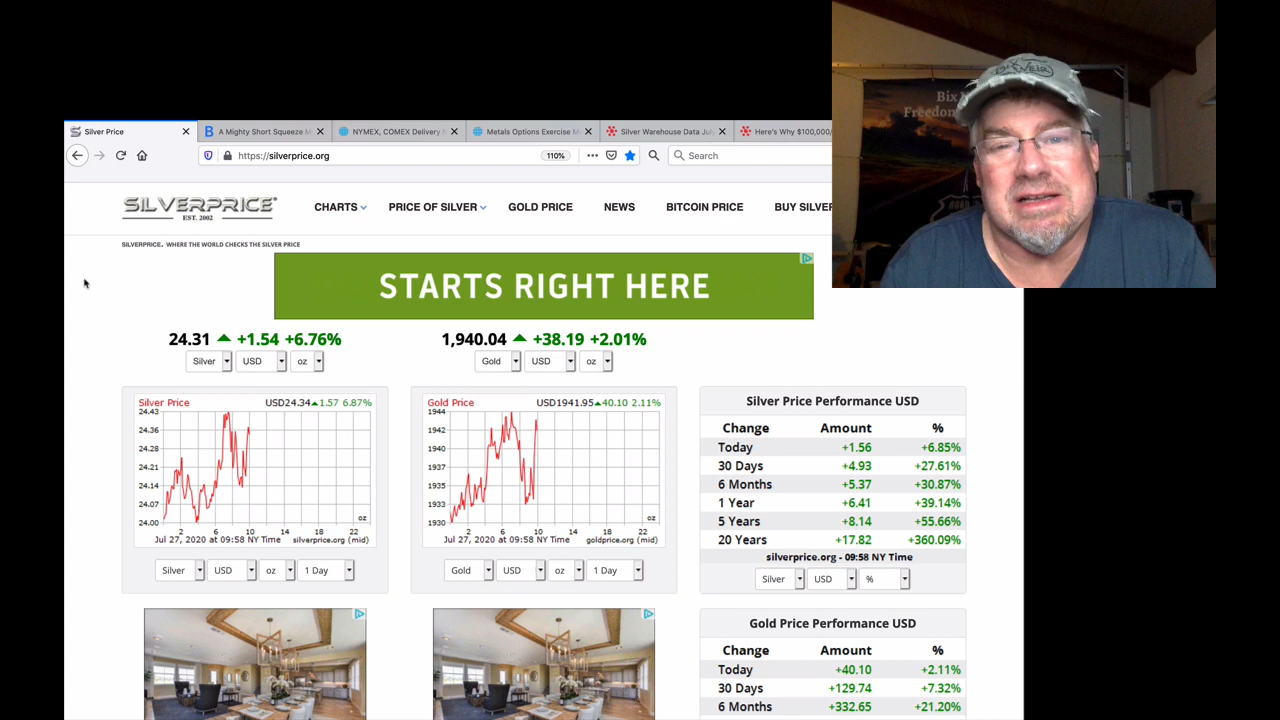 BIX WEIR
Bix
Freedom
ROAD
Silver Price
A Mighty Short Squeeze M
NYMEX, COMEX Delivery N
Metals Options Exercise M
Silver Warehouse Data July
Here's Why $100,000/
https://silverprice.org
110%
Search
SILVERPRICE
EST. 2002
CHARTS
PRICE OF SILVER
GOLD PRICE
NEWS
BITCOIN PRICE
BUY SILVER
SILVERPRICE. WHERE THE WORLD CHECKS THE SILVER PRICE
STARTS RIGHT HERE
24.31 +1.54 +6.76%
1,940.04 +38.19 +2.01%
Silver USD oz
Gold USD oz
Silver Price USD24.34 1.57 6.87%
24.43
24.36
24.28
24.21
24.14
24.07
24.00
oz
2 6 10 14 18 22
Jul 27, 2020 at 09:58 NY Time silverprice.org (mid)
Silver USD oz 1 Day
Gold Price USD1941.95 40.10 2.11%
1944
1942
1940
1937
1935
1933
1930
oz
2 6 10 14 18 22
Jul 27, 2020 at 09:58 NY Time goldprice.org (mid)
Gold USD oz 1 Day
Silver Price Performance USD
Change Amount %
Today +1.56 +6.85%
30 Days +4.93 +27.61%
6 Months +5.37 +30.87%
1 Year +6.41 +39.14%
5 Years +8.14 +55.66%
20 Years +17.82 +360.09%
silverprice.org - 09:58 NY Time
Silver USD %
Gold Price Performance USD
Change Amount %
Today +40.10 +2.11%
30 Days +129.74 +7.32%
6 Months +332.65 +21.20%